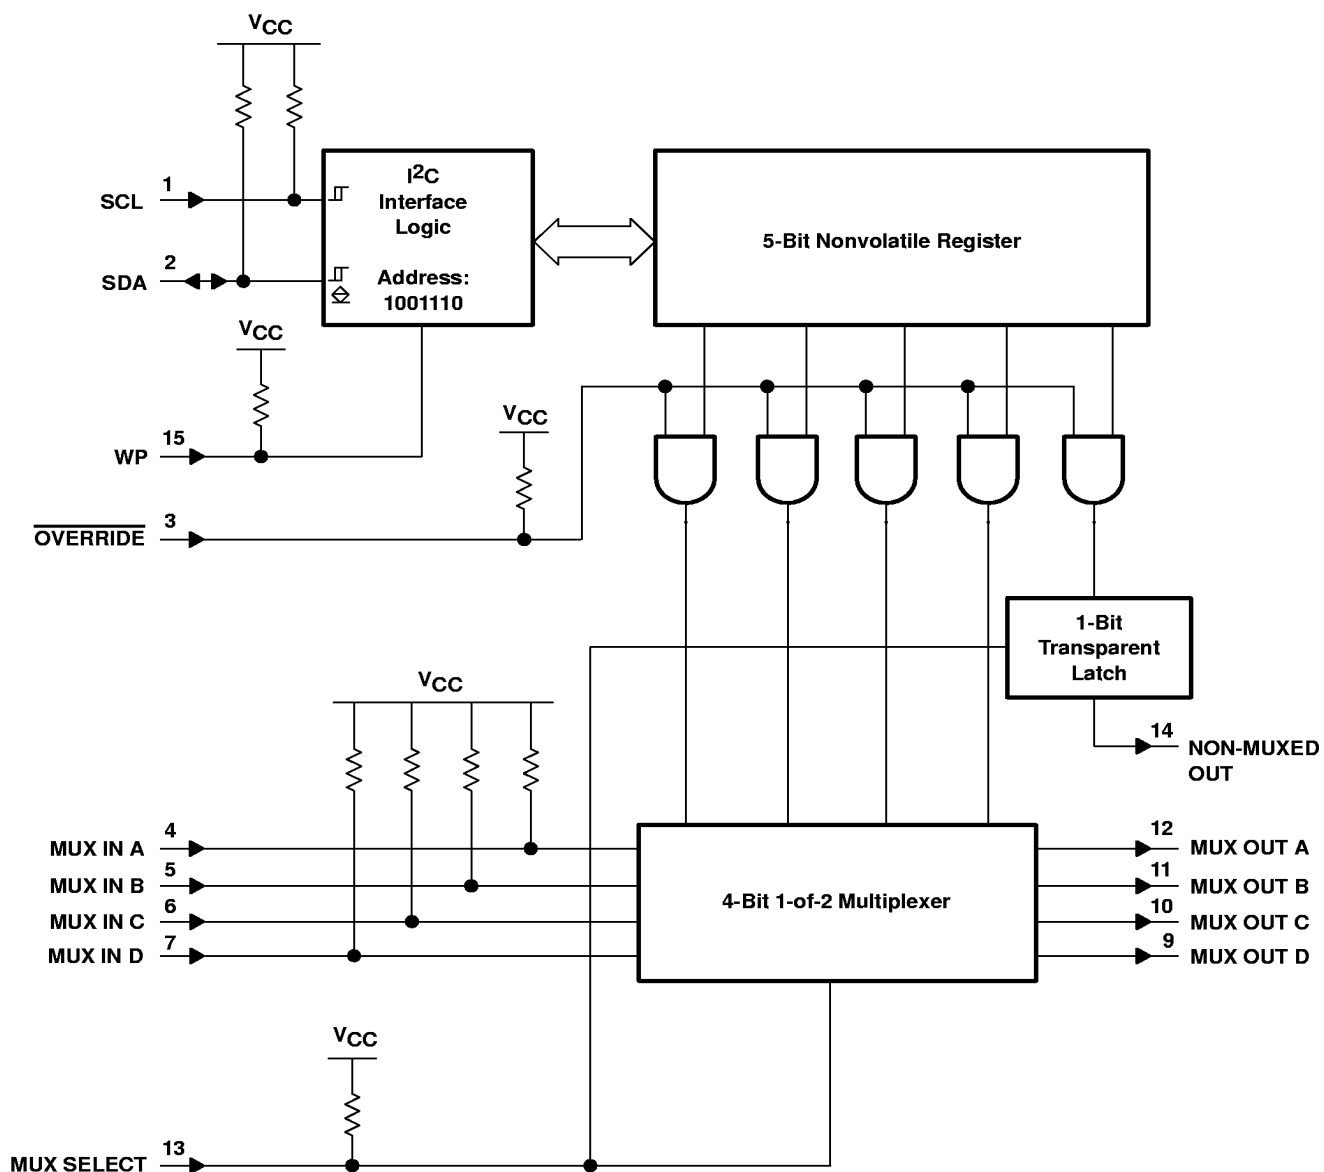 VCC
1
SCL
2
SDA
I2C
Interface
Logic
Address:
1001110
5-Bit Nonvolatile Register
VCC
15
WP
VCC
3
OVERRIDE
1-Bit
Transparent
Latch
14
NON-MUXED
OUT
VCC
4
MUX IN A
5
MUX IN B
6
MUX IN C
7
MUX IN D
4-Bit 1-of-2 Multiplexer
12
MUX OUT A
11
MUX OUT B
10
MUX OUT C
9
MUX OUT D
VCC
13
MUX SELECT